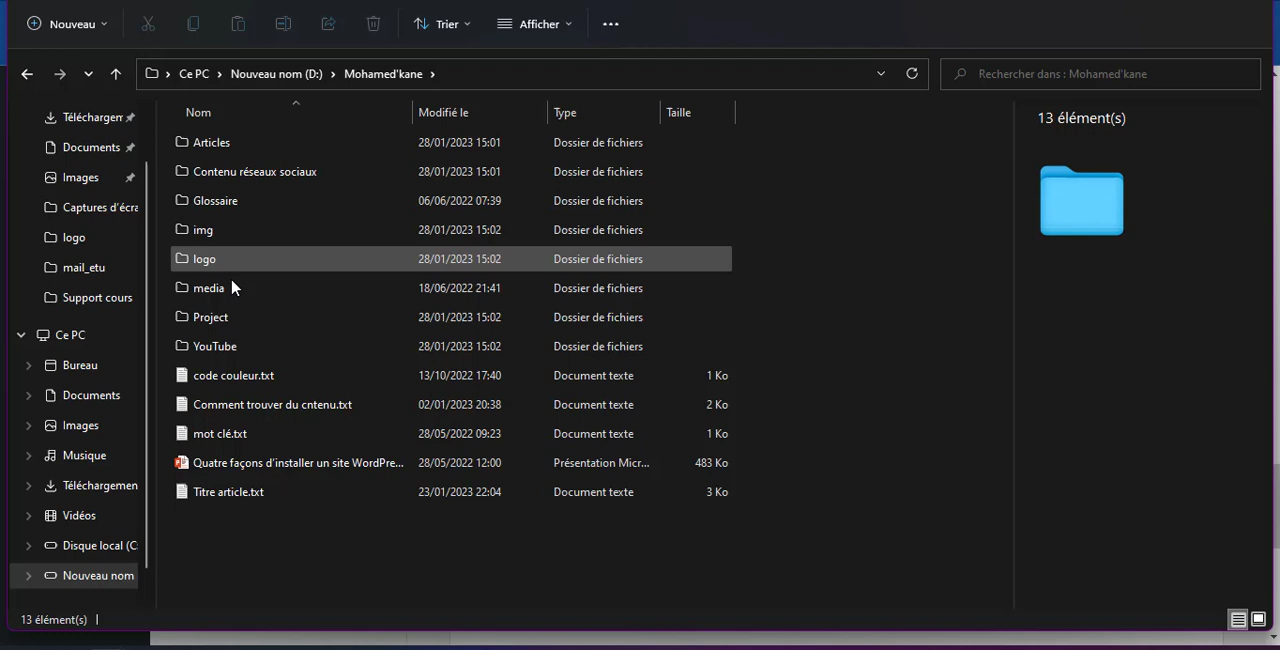 Nouveau
Trier
Afficher
Ce PC > Nouveau nom (D:) > Mohamed'kane >
Rechercher dans : Mohamed'kane
Téléchargem
Documents
Images
Captures d'écra
logo
mail_etu
Support cours
Ce PC
Bureau
Documents
Images
Musique
Téléchargemen
Vidéos
Disque local (C
Nouveau nom
Nom Modifié le Type Taille
Articles 28/01/2023 15:01 Dossier de fichiers
Contenu réseaux sociaux 28/01/2023 15:01 Dossier de fichiers
Glossaire 06/06/2022 07:39 Dossier de fichiers
img 28/01/2023 15:02 Dossier de fichiers
logo 28/01/2023 15:02 Dossier de fichiers
media 18/06/2022 21:41 Dossier de fichiers
Project 28/01/2023 15:02 Dossier de fichiers
YouTube 28/01/2023 15:02 Dossier de fichiers
code couleur.txt 13/10/2022 17:40 Document texte 1 Ko
Comment trouver du cntenu.txt 02/01/2023 20:38 Document texte 2 Ko
mot clé.txt 28/05/2022 09:23 Document texte 1 Ko
Quatre façons d'installer un site WordPre... 28/05/2022 12:00 Présentation Micr... 483 Ko
Titre article.txt 23/01/2023 22:04 Document texte 3 Ko
13 élément(s)
13 élément(s)